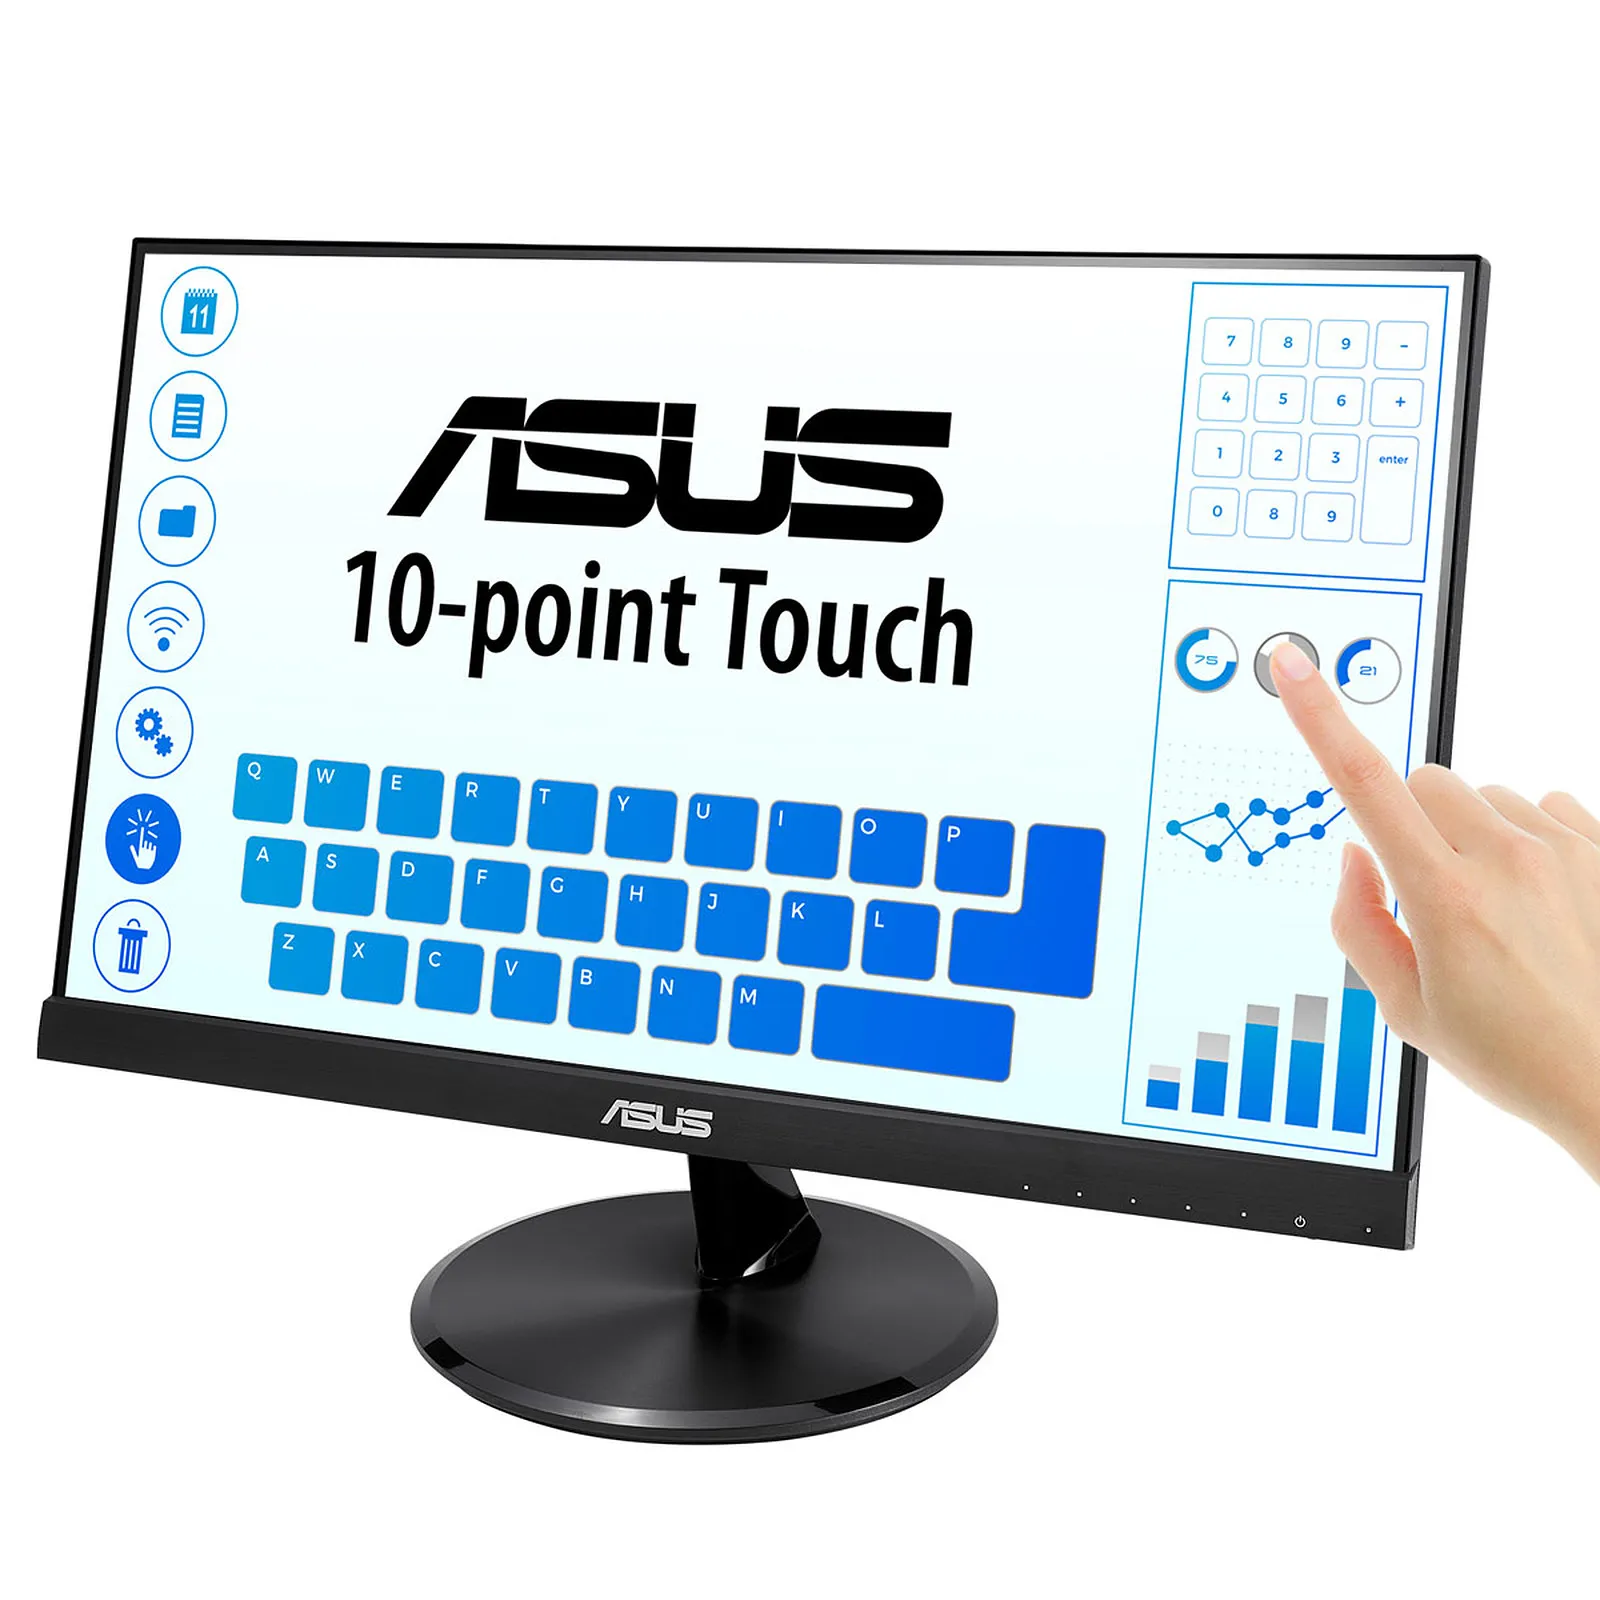 11
ASUS
10-point Touch
7 8 9 -
4 5 6 +
1 2 3 enter
0 8 9
75 21
Q W E R T Y U I O P
A S D F G H J K L
Z X C V B N M
ASUS